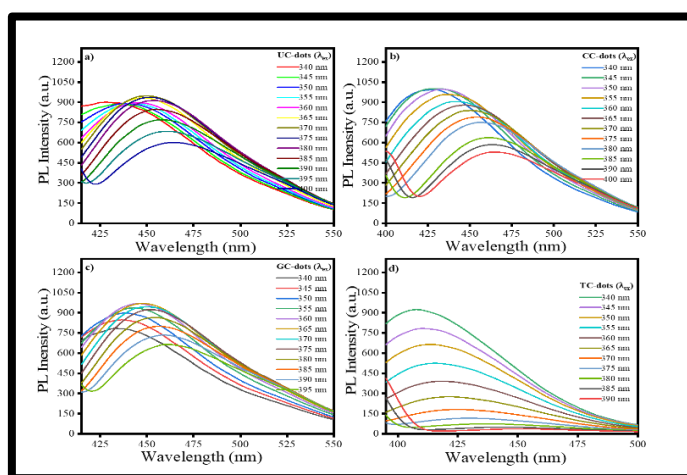 a)
UC-dots (λex)
340 nm
345 nm
350 nm
355 nm
360 nm
365 nm
370 nm
375 nm
380 nm
385 nm
390 nm
395 nm
400 nm
1050
900
750
600
450
300
150
0
425 450 475 500 525 550
PL Inensity (a.u.)
Wavelength (nm)
b)
CC-dots (λex)
340 nm
345 nm
350 nm
355 nm
360 nm
365 nm
370 nm
375 nm
380 nm
385 nm
390 nm
400 nm
1200
1050
900
750
600
450
300
150
0
400 425 450 475 500 525 550
PL Inensity (a.u.)
Wavelength (nm)
c)
GC-dots (λex)
340 nm
345 nm
350 nm
355 nm
360 nm
365 nm
370 nm
375 nm
380 nm
385 nm
390 nm
395 nm
1200
1050
900
750
600
450
300
150
0
425 450 475 500 525 550
PL Inensity (a.u.)
Wavelength (nm)
d)
TC-dots (λex)
340 nm
345 nm
350 nm
355 nm
360 nm
365 nm
370 nm
375 nm
380 nm
385 nm
390 nm
1200
1050
900
750
600
450
300
150
0
400 425 450 475 500
PL Inensity (a.u.)
Wavelength (nm)